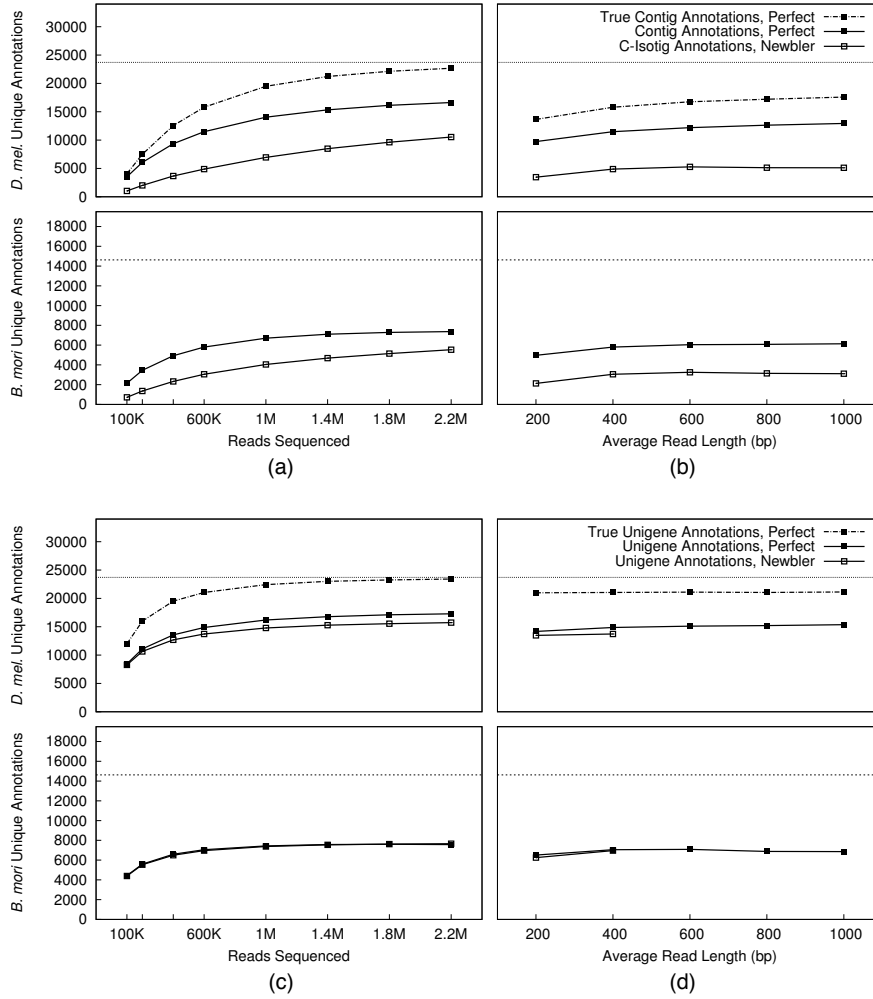 True Contig Annotations, Perfect
Contig Annotations, Perfect
C-Isotig Annotations, Newbler
D. mel. Unique Annotations
30000
25000
20000
15000
10000
5000
0
B. mori Unique Annotations
18000
16000
14000
12000
10000
8000
6000
4000
2000
0
100K 600K 1M 1.4M 1.8M 2.2M
Reads Sequenced
(a)
200 400 600 800 1000
Average Read Length (bp)
(b)
True Unigene Annotations, Perfect
Unigene Annotations, Perfect
Unigene Annotations, Newbler
D. mel. Unique Annotations
30000
25000
20000
15000
10000
5000
0
B. mori Unique Annotations
18000
16000
14000
12000
10000
8000
6000
4000
2000
0
100K 600K 1M 1.4M 1.8M 2.2M
Reads Sequenced
(c)
200 400 600 800 1000
Average Read Length (bp)
(d)